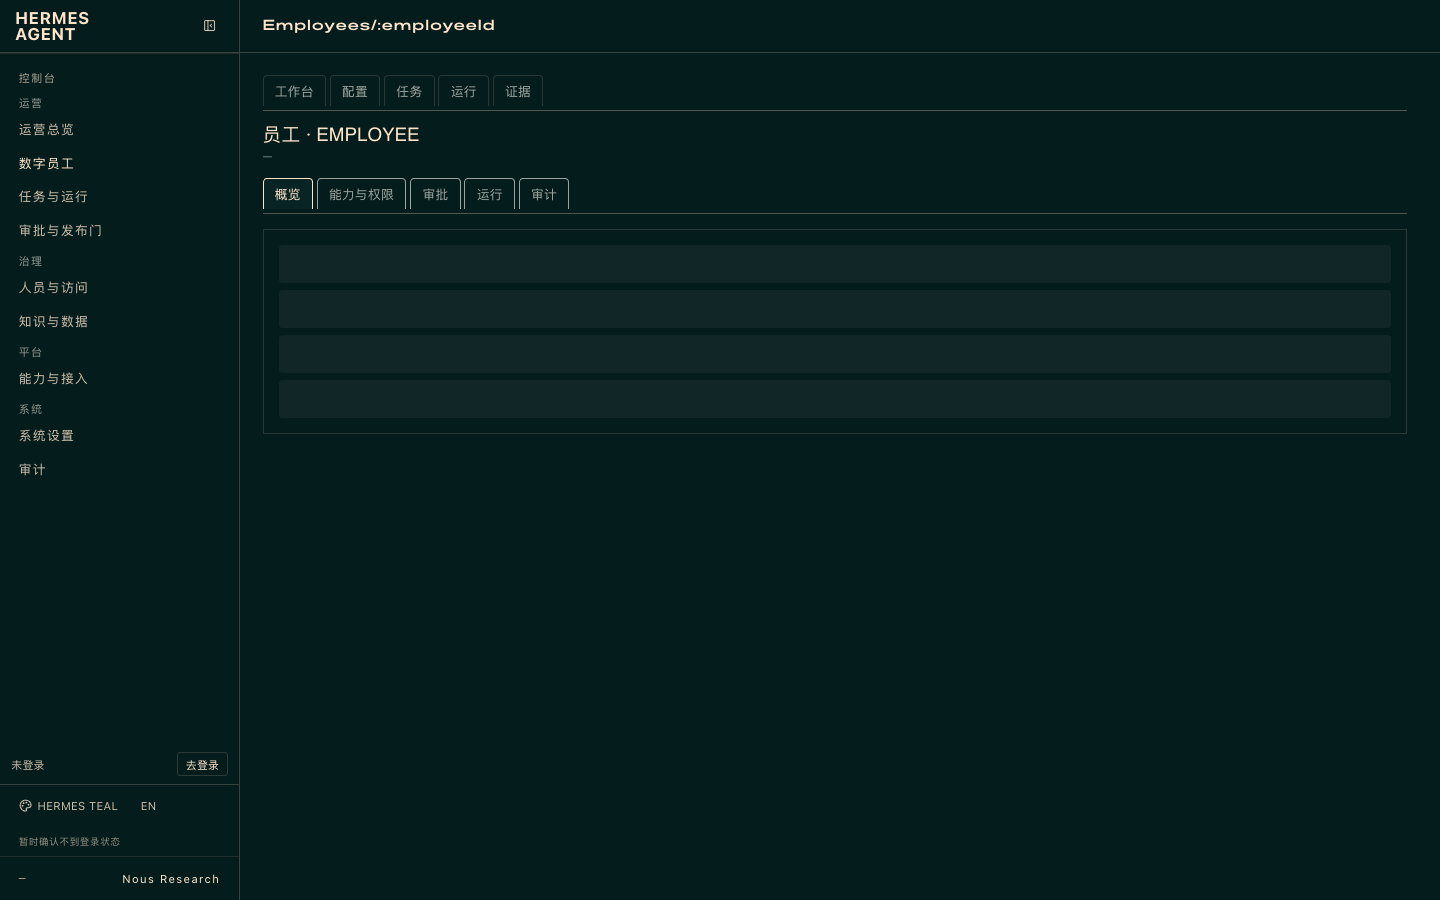 HERMES
AGENT
Employees/:employeeId
控制台
运营
运营总览
数字员工
任务与运行
审批与发布门
治理
人员与访问
知识与数据
平台
能力与接入
系统
系统设置
审计
未登录
去登录
HERMES TEAL
EN
暂时确认不到登录状态
—
Nous Research
工作台
配置
任务
运行
证据
员工 · EMPLOYEE
—
概览
能力与权限
审批
运行
审计